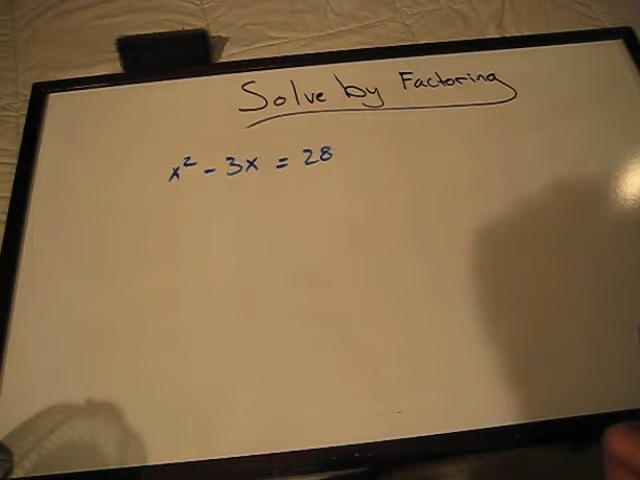 Solve by Factoring
x² - 3x = 28